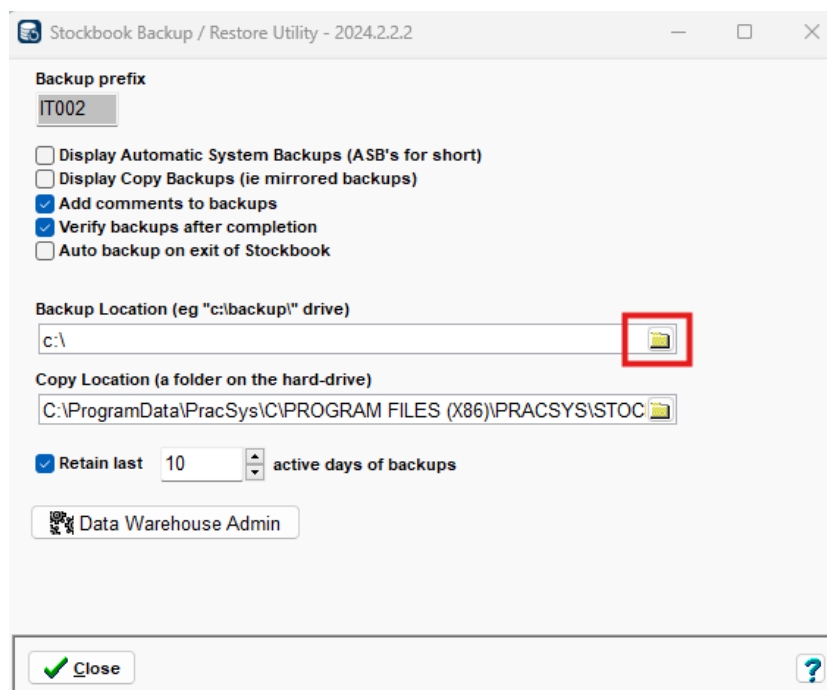 Stockbook Backup / Restore Utility - 2024.2.2.2
Backup prefix
IT002
Display Automatic System Backups (ASB's for short)
Display Copy Backups (ie mirrored backups)
Add comments to backups
Verify backups after completion
Auto backup on exit of Stockbook
Backup Location (eg "c:\backup\" drive)
c:\
Copy Location (a folder on the hard-drive)
C:\ProgramData\PracSys\C\PROGRAM FILES (X86)\PRACSYS\STOC
Retain last 10 active days of backups
Data Warehouse Admin
Close ?